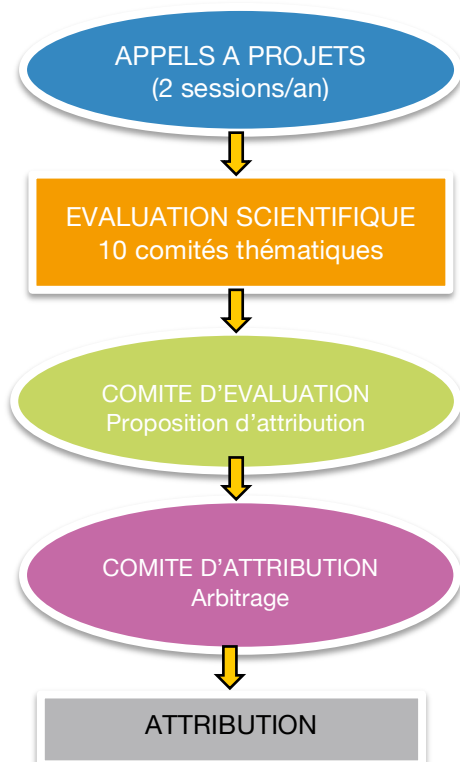 APPELS A PROJETS
(2 sessions/an)
EVALUATION SCIENTIFIQUE
10 comités thématiques
COMITE D'EVALUATION
Proposition d'attribution
COMITE D'ATTRIBUTION
Arbitrage
ATTRIBUTION